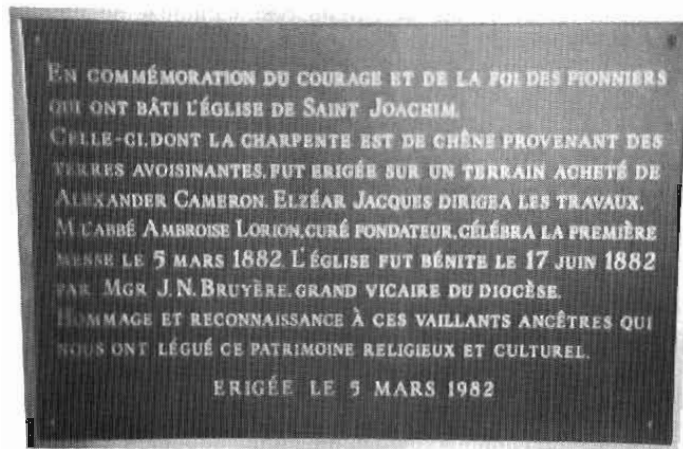 EN COMMÉMORATION DU COURAGE ET DE LA FOI DES PIONNIERS
QUI ONT BÂTI L'ÉGLISE DE SAINT JOACHIM.
CELLE-CI, DONT LA CHARPENTE EST DE CHÊNE PROVENANT DES
TERRES AVOISINANTES, FUT ERIGÉE SUR UN TERRAIN ACHETÉ DE
ALEXANDER CAMERON. ELZÉAR JACQUES DIRIGEA LES TRAVAUX.
M L'ABBÉ AMBROISE LORION, CURÉ FONDATEUR, CÉLÉBRA LA PREMIÈRE
MESSE LE 5 MARS 1882. L'ÉGLISE FUT BÉNITE LE 17 JUIN 1882
PAR MGR J.N. BRUYÈRE, GRAND VICAIRE DU DIOCÈSE.
HOMMAGE ET RECONNAISSANCE À CES VAILLANTS ANCÊTRES QUI
NOUS ONT LÉGUÉ CE PATRIMOINE RELIGIEUX ET CULTUREL.
ERIGÉE LE 5 MARS 1982